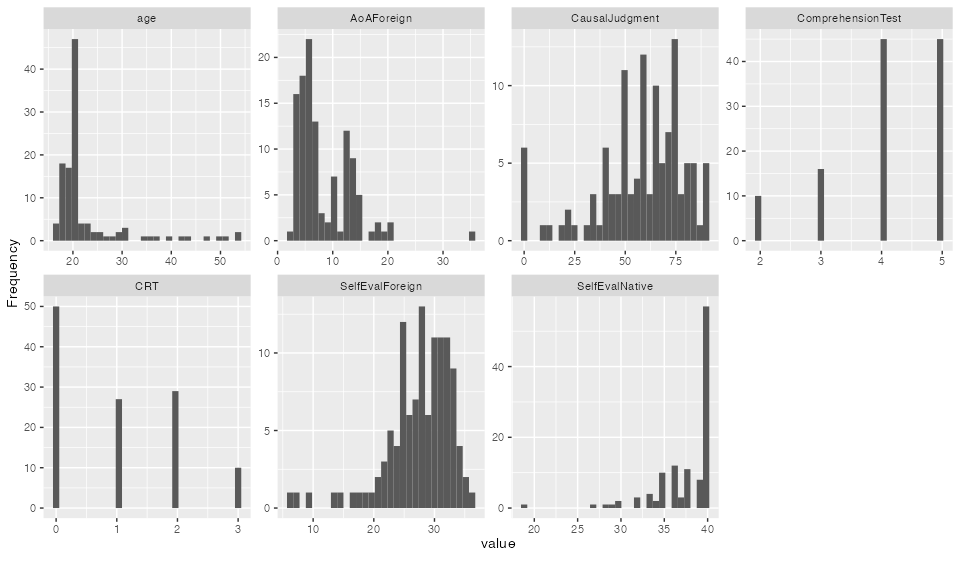 age AoAForeign CausalJudgment ComprehensionTest
40 30 20 10 0
20 15 10 5 0
10 5 0
40 30 20 10 0
20 30 40 50
0 10 20 30
0 25 50 75
2 3 4 5
CRT SelfEvalForeign SelfEvalNative
50 40 30 20 10 0
10 5 0
40 20 0
0 1 2 3
10 20 30
20 25 30 35 40
Frequency
value